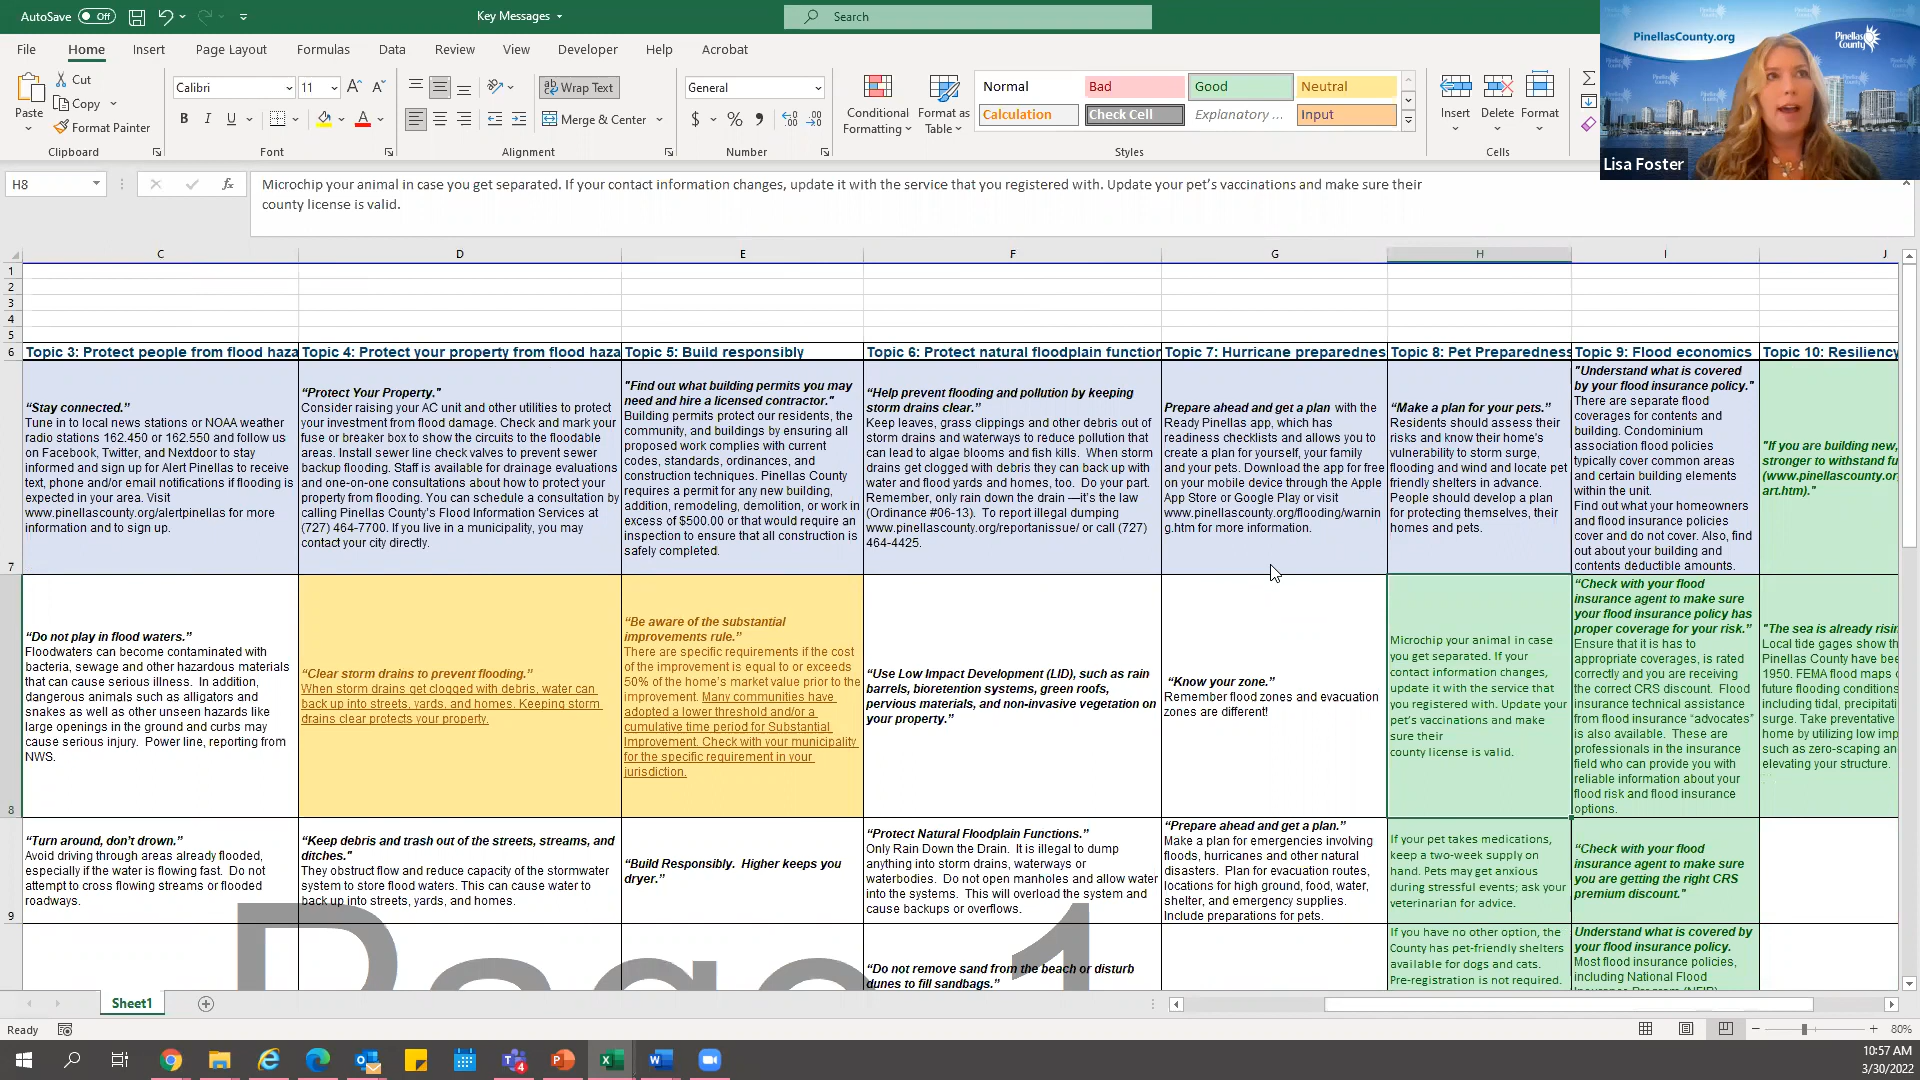 AutoSave Off
Key Messages
Search
File Home Insert Page Layout Formulas Data Review View Developer Help Acrobat
PinellasCounty.org
Pinellas County
Lisa Foster
Paste
Cut
Copy
Format Painter
Clipboard
Calibri 11
B I U
Font
Wrap Text
Merge & Center
Alignment
General
$ % 9
Number
Conditional Formatting
Format as Table
Normal Bad Good Neutral
Calculation Check Cell Explanatory ... Input
Styles
Insert Delete Format
Cells
H8
fx
Microchip your animal in case you get separated. If your contact information changes, update it with the service that you registered with. Update your pet’s vaccinations and make sure their
county license is valid.
C D E F G H I J
1
2
3
4
5
6
Topic 3: Protect people from flood haza
Topic 4: Protect your property from flood haza
Topic 5: Build responsibly
Topic 6: Protect natural floodplain function
Topic 7: Hurricane preparednes
Topic 8: Pet Preparedness
Topic 9: Flood economics
Topic 10: Resiliency
7
“Stay connected.”
Tune in to local news stations or NOAA weather
radio stations 162.450 or 162.550 and follow us
on Facebook, Twitter, and Nextdoor to stay
informed and sign up for Alert Pinellas to receive
text, phone and/or email notifications if flooding is
expected in your area. Visit
www.pinellascounty.org/alertpinellas for more
information and to sign up.
“Protect Your Property."
Consider raising your AC unit and other utilities to protect
your investment from flood damage. Check and mark your
fuse or breaker box to show the circuits to the floodable
areas. Install sewer line check valves to prevent sewer
backup flooding. Staff is available for drainage evaluations
and one-on-one consultations about how to protect your
property from flooding. You can schedule a consultation by
calling Pinellas County's Flood Information Services at
(727) 464-7700. If you live in a municipality, you may
contact your city directly.
"Find out what building permits you may
need and hire a licensed contractor."
Building permits protect our residents, the
community, and buildings by ensuring all
proposed work complies with current
codes, standards, ordinances, and
construction techniques. Pinellas County
requires a permit for any new building,
addition, remodeling, demolition, or work in
excess of $500.00 or that would require an
inspection to ensure that all construction is
safely completed.
“Help prevent flooding and pollution by keeping
storm drains clear.”
Keep leaves, grass clippings and other debris out of
storm drains and waterways to reduce pollution that
can lead to algae blooms and fish kills. When storm
drains get clogged with debris they can back up with
water and flood yards and homes, too. Do your part.
Remember, only rain down the drain —it’s the law
(Ordinance #06-13). To report illegal dumping
www.pinellascounty.org/reportanissue/ or call (727)
464-4425.
Prepare ahead and get a plan with the
Ready Pinellas app, which has
readiness checklists and allows you to
create a plan for yourself, your family
and your pets. Download the app for free
on your mobile device through the Apple
App Store or Google Play or visit
www.pinellascounty.org/flooding/warnin
g.htm for more information.
“Make a plan for your pets.”
Residents should assess their
risks and know their home's
vulnerability to storm surge,
flooding and wind and locate pet
friendly shelters in advance.
People should develop a plan
for protecting themselves, their
homes and pets.
"Understand what is covered
by your flood insurance policy."
There are separate flood
coverages for contents and
building. Condominium
association flood policies
typically cover common areas
and certain building elements
within the unit.
Find out what your homeowners
and flood insurance policies
cover and do not cover. Also, find
out about your building and
contents deductible amounts.
"If you are building new,
stronger to withstand fu
(www.pinellascounty.or
art.htm)."
8
“Do not play in flood waters.”
Floodwaters can become contaminated with
bacteria, sewage and other hazardous materials
that can cause serious illness. In addition,
dangerous animals such as alligators and
snakes as well as other unseen hazards like
large openings in the ground and curbs may
cause serious injury. Power line, reporting from
NWS.
“Clear storm drains to prevent flooding.”
When storm drains get clogged with debris, water can
back up into streets, yards, and homes. Keeping storm
drains clear protects your property.
“Be aware of the substantial
improvements rule.”
There are specific requirements if the cost
of the improvement is equal to or exceeds
50% of the home’s market value prior to the
improvement. Many communities have
adopted a lower threshold and/or a
cumulative time period for Substantial
Improvement. Check with your municipality
for the specific requirement in your
jurisdiction.
“Use Low Impact Development (LID), such as rain
barrels, bioretention systems, green roofs,
pervious materials, and non-invasive vegetation on
your property.”
“Know your zone.”
Remember flood zones and evacuation
zones are different!
Microchip your animal in case
you get separated. If your
contact information changes,
update it with the service that
you registered with. Update your
pet’s vaccinations and make
sure their
county license is valid.
“Check with your flood
insurance agent to make sure
your flood insurance policy has
proper coverage for your risk.”
Ensure that it is has to
appropriate coverages, is rated
correctly and you are receiving
the correct CRS discount. Flood
insurance technical assistance
from flood insurance “advocates”
is also available. These are
professionals in the insurance
field who can provide you with
reliable information about your
flood risk and flood insurance
options.
"The sea is already risin
Local tide gages show th
Pinellas County have bee
1950. FEMA flood maps o
future flooding conditions
including tidal, precipitati
surge. Take preventative
home by utilizing low imp
such as zero-scaping an
elevating your structure.
9
“Turn around, don’t drown.”
Avoid driving through areas already flooded,
especially if the water is flowing fast. Do not
attempt to cross flowing streams or flooded
roadways.
“Keep debris and trash out of the streets, streams, and
ditches."
They obstruct flow and reduce capacity of the stormwater
system to store flood waters. This can cause water to
back up into streets, yards, and homes.
“Build Responsibly. Higher keeps you
dryer.”
“Protect Natural Floodplain Functions.”
Only Rain Down the Drain. It is illegal to dump
anything into storm drains, waterways or
waterbodies. Do not open manholes and allow water
into the systems. This will overload the system and
cause backups or overflows.
“Prepare ahead and get a plan.”
Make a plan for emergencies involving
floods, hurricanes and other natural
disasters. Plan for evacuation routes,
locations for high ground, food, water,
shelter, and emergency supplies.
Include preparations for pets.
If your pet takes medications,
keep a two-week supply on
hand. Pets may get anxious
during stressful events; ask your
veterinarian for advice.
“Check with your flood
insurance agent to make sure
you are getting the right CRS
premium discount."
Page 1
“Do not remove sand from the beach or disturb
dunes to fill sandbags.”
If you have no other option, the
County has pet-friendly shelters
available for dogs and cats.
Pre-registration is not required.
Understand what is covered by
your flood insurance policy.
Most flood insurance policies,
including National Flood
Sheet1
Ready
80%
10:57 AM
3/30/2022